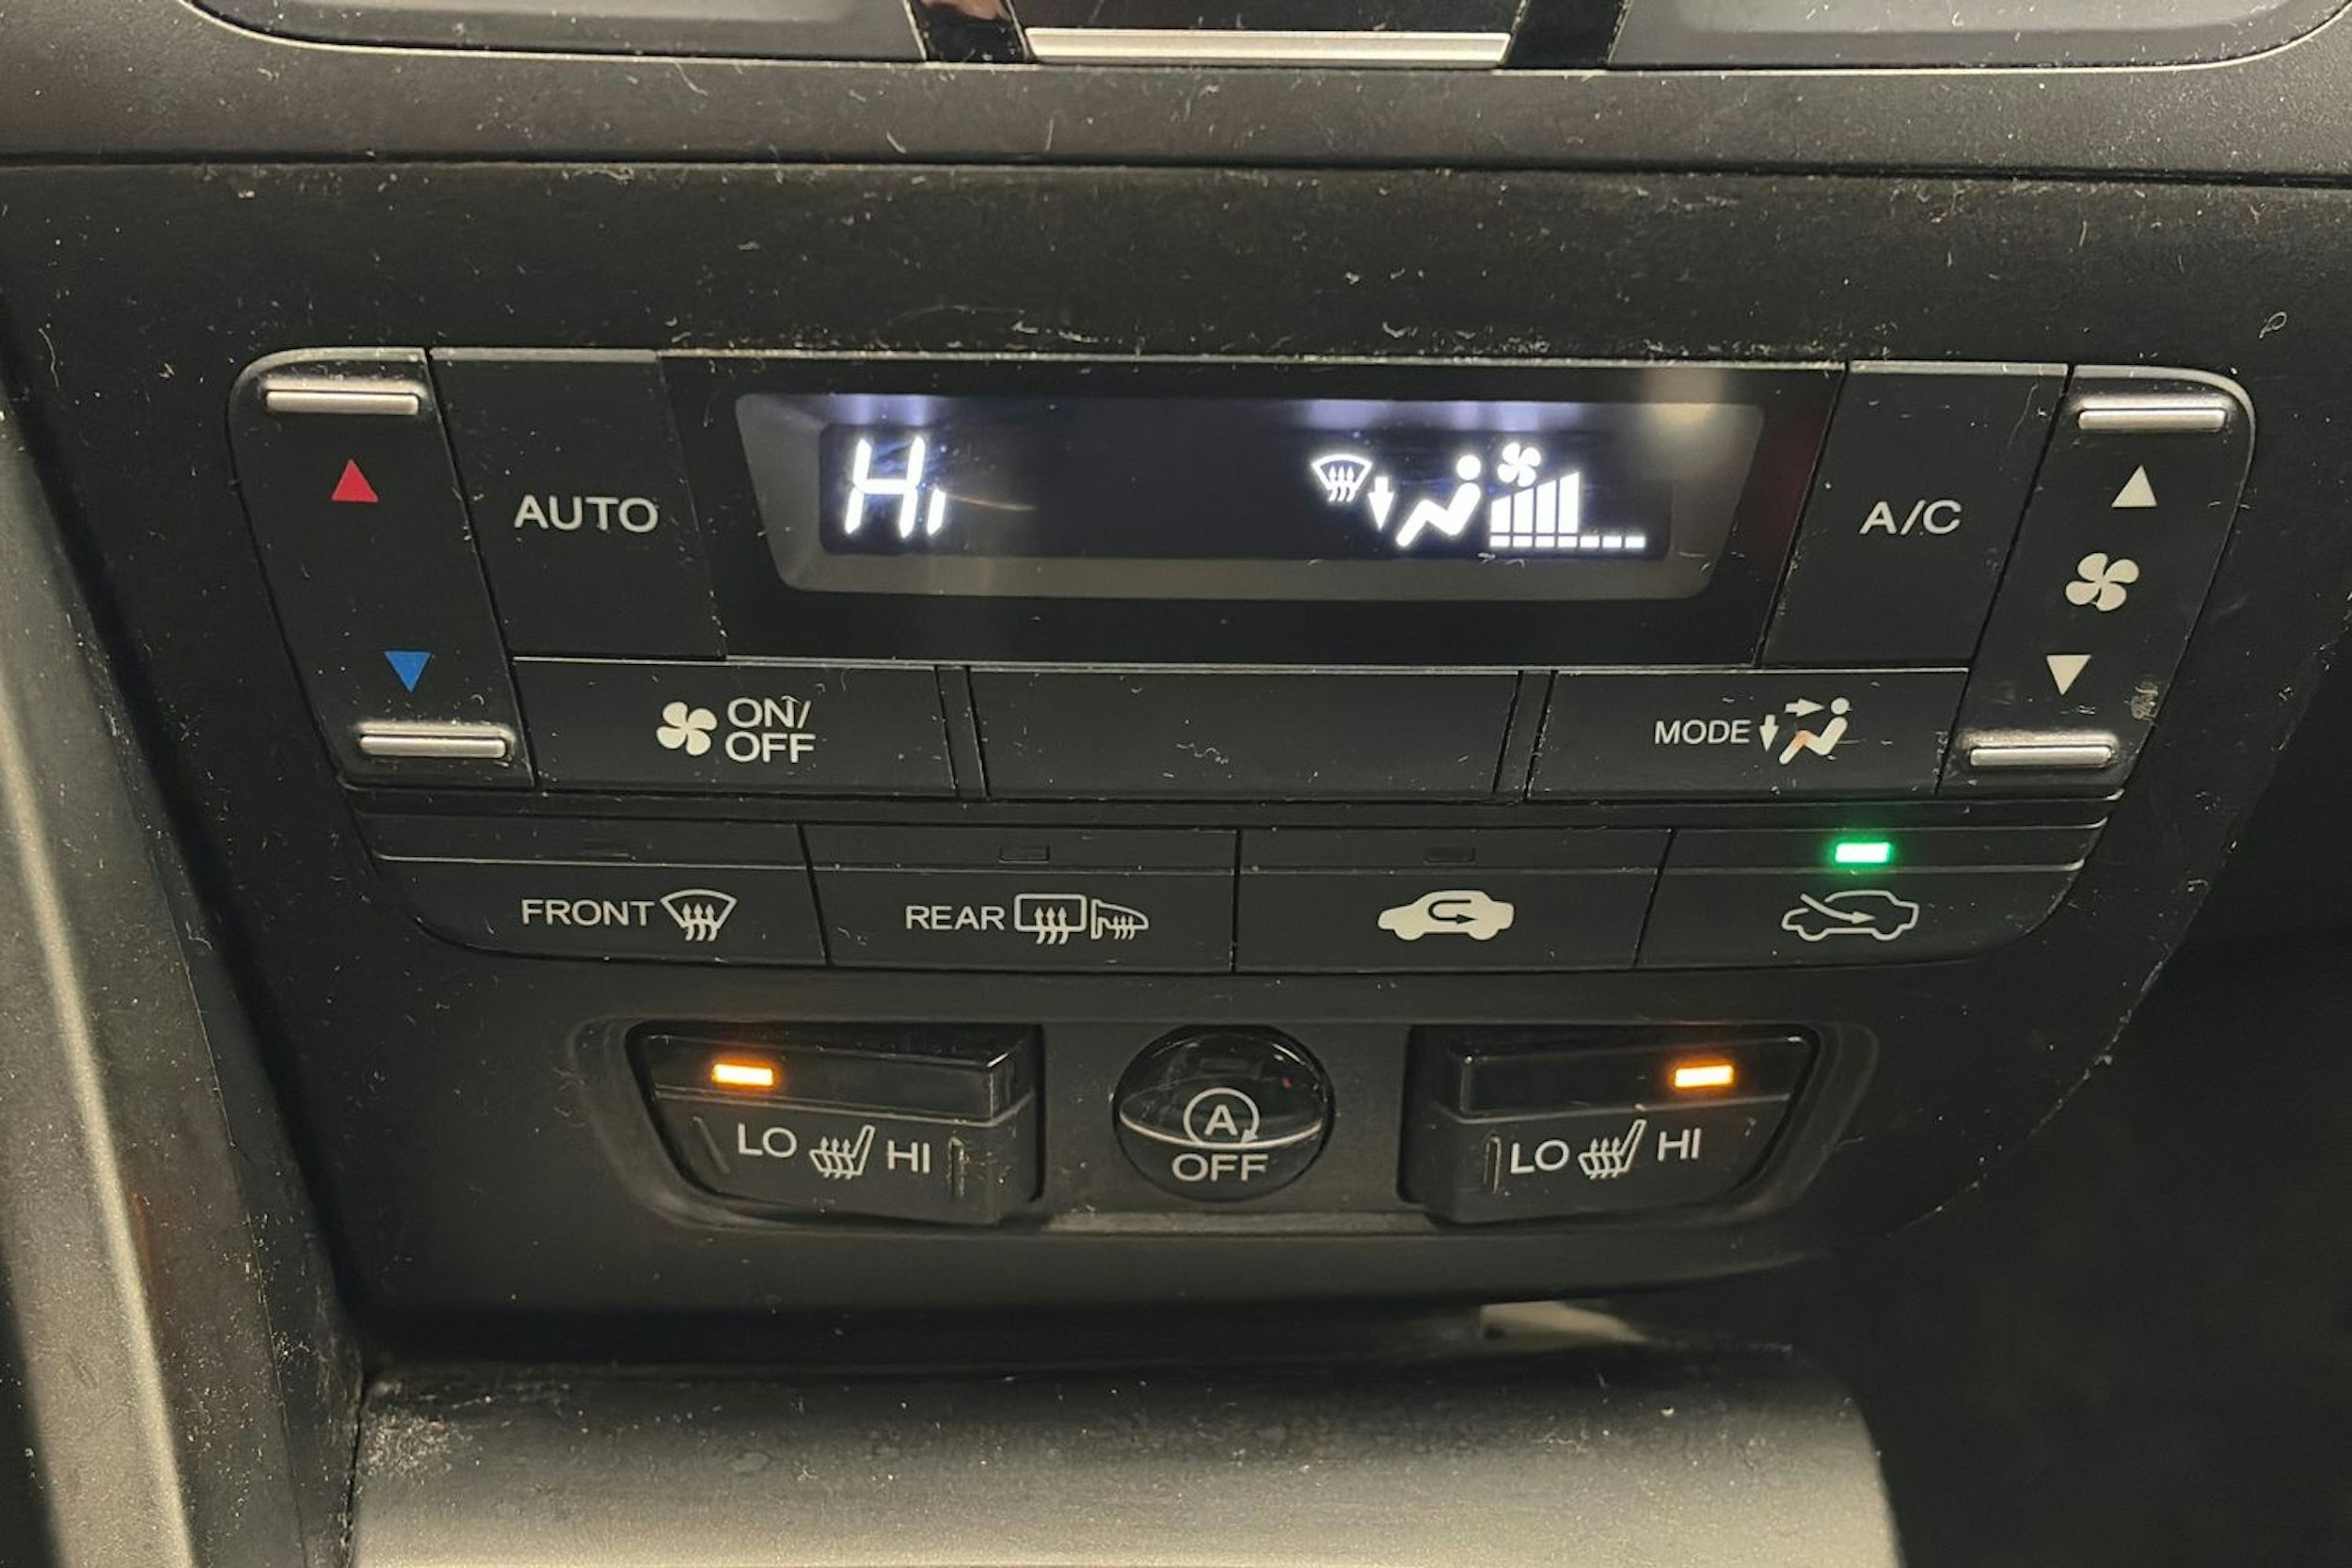 Hi
AUTO
A/C
ON/
OFF
MODE
FRONT
REAR
LO HI
A
OFF
LO HI